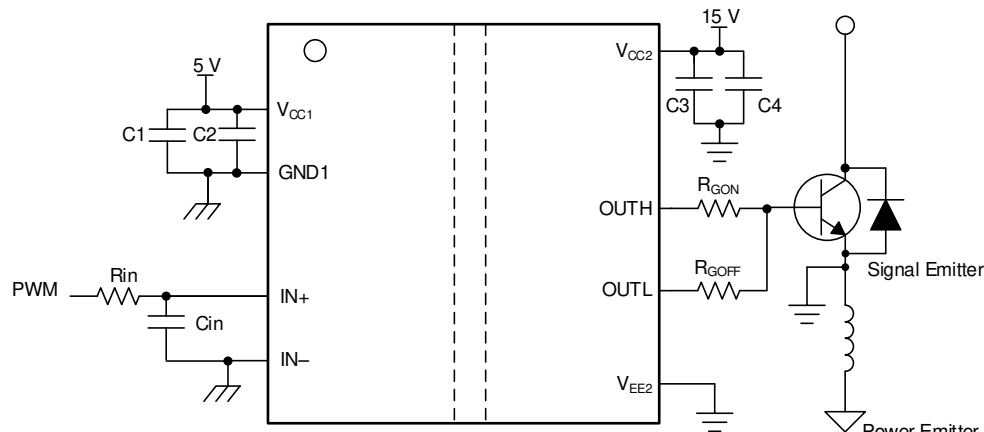 15 V
5 V
VCC2
C3
C4
VCC1
C1
C2
GND1
RGON
OUTH
RGOFF
Signal Emitter
Rin
PWM
IN+
OUTL
Cin
IN–
VEE2
Power Emitter